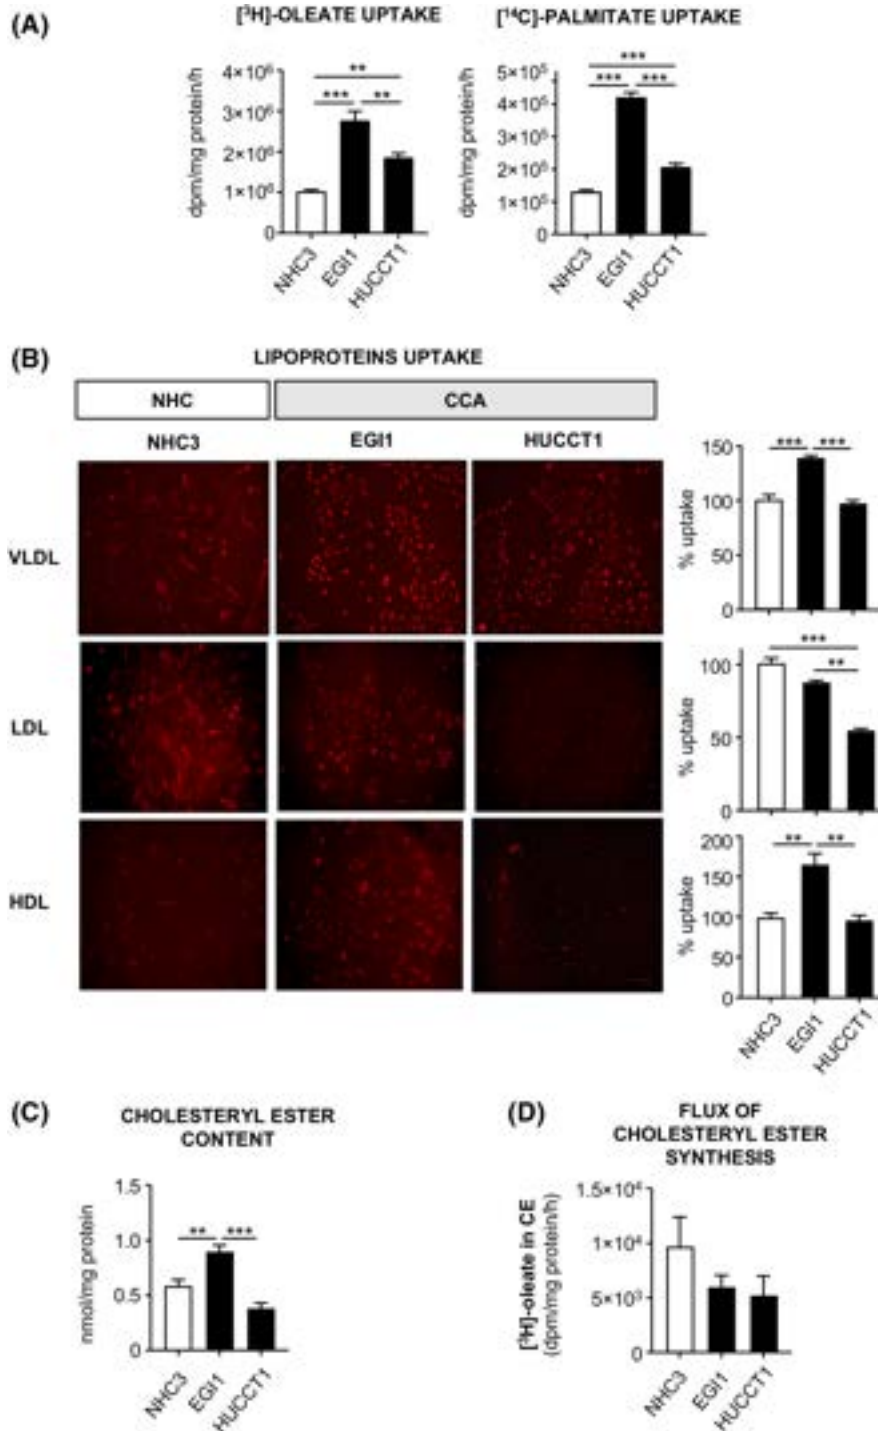 (A)
[³H]-OLEATE UPTAKE
dpm/mg protein/h
4×10⁶
3×10⁶
2×10⁶
1×10⁶
0
**
*** **
NHC3 EGI1 HUCCT1
[¹⁴C]-PALMITATE UPTAKE
dpm/mg protein/h
5×10⁵
4×10⁵
3×10⁵
2×10⁵
1×10⁵
0
***
*** ***
NHC3 EGI1 HUCCT1
(B)
LIPOPROTEINS UPTAKE
NHC CCA
NHC3 EGI1 HUCCT1
VLDL
% uptake
150
100
50
0
*** ***
LDL
% uptake
100
50
0
***
**
HDL
% uptake
200
150
100
50
0
** **
NHC3 EGI1 HUCCT1
(C)
CHOLESTERYL ESTER
CONTENT
nmol/mg protein
1.5
1.0
0.5
0
** ***
NHC3 EGI1 HUCCT1
(D)
FLUX OF
CHOLESTERYL ESTER
SYNTHESIS
[³H]-oleate in CE
(dpm/mg protein/h)
1.5×10⁴
1×10⁴
5×10³
0
NHC3 EGI1 HUCCT1